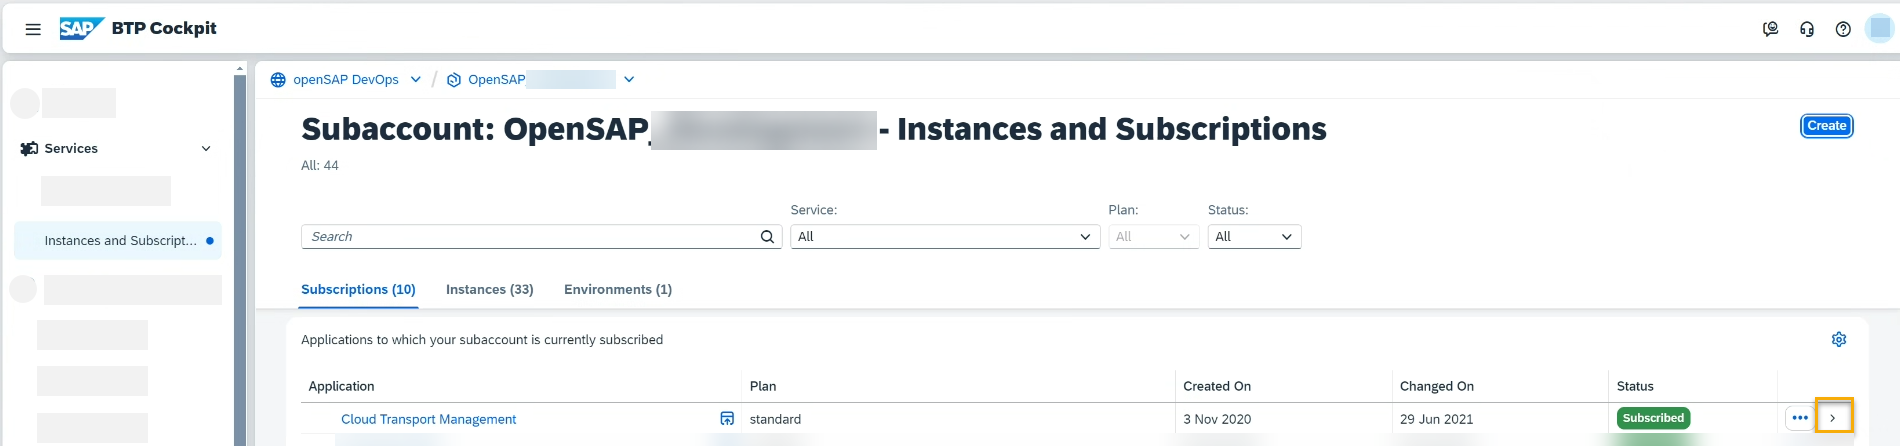 SAP BTP Cockpit
openSAP DevOps / OpenSAP
Services
Instances and Subscript...
Subaccount: OpenSAP - Instances and Subscriptions
Create
All: 44
Service: Plan: Status:
Search All All All
Subscriptions (10) Instances (33) Environments (1)
Applications to which your subaccount is currently subscribed
Application Plan Created On Changed On Status
Cloud Transport Management standard 3 Nov 2020 29 Jun 2021 Subscribed